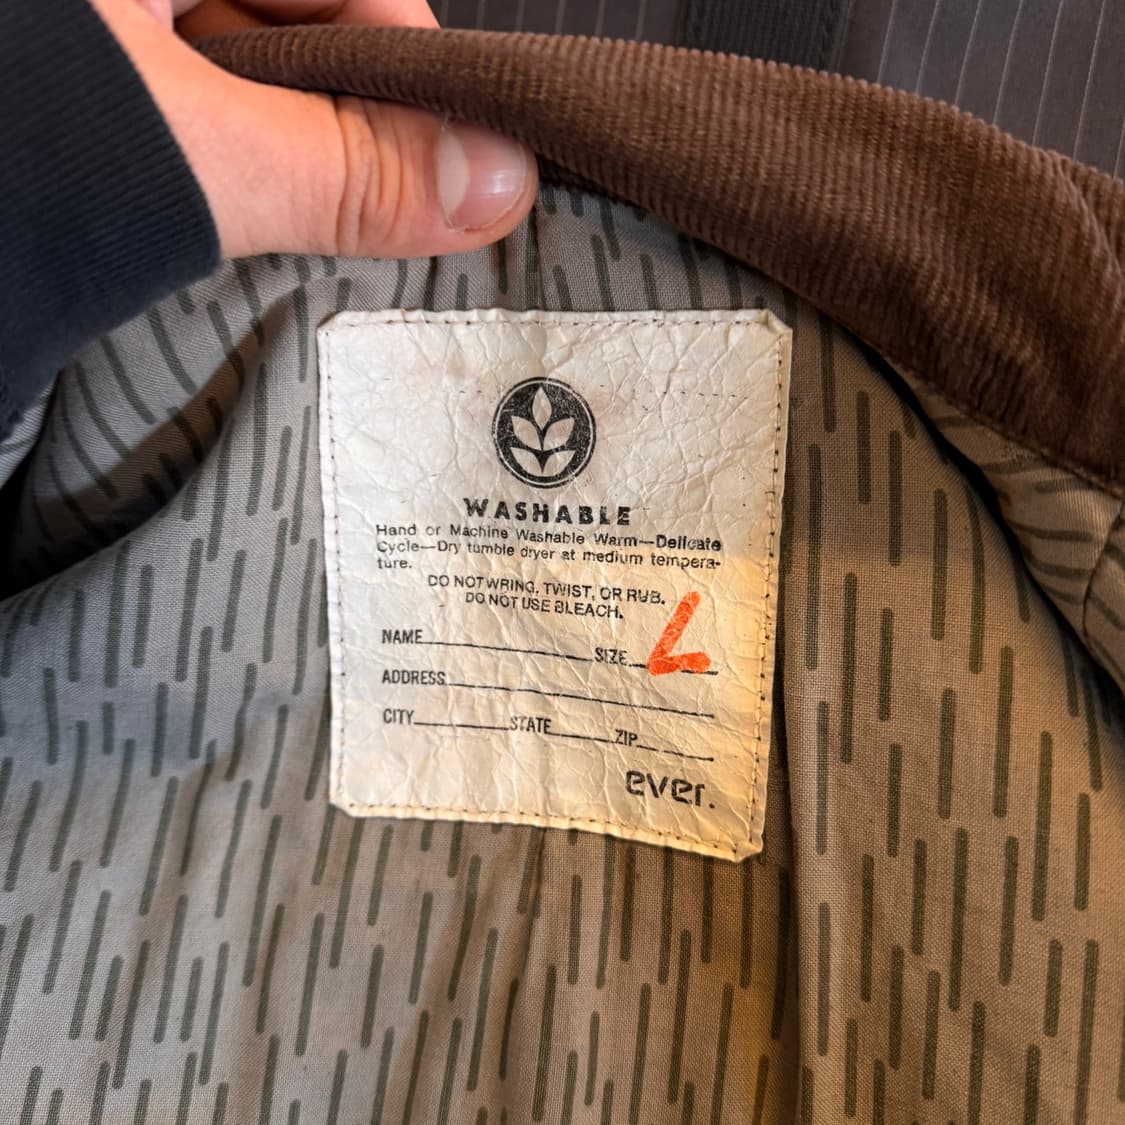 WASHABLE
Hand or Machine Washable Warm—Delicate
Cycle—Dry tumble dryer at medium tempera-
ture.
DO NOT WRING, TWIST, OR RUB.
DO NOT USE BLEACH.
NAME SIZE L
ADDRESS
CITY STATE ZIP
ever.